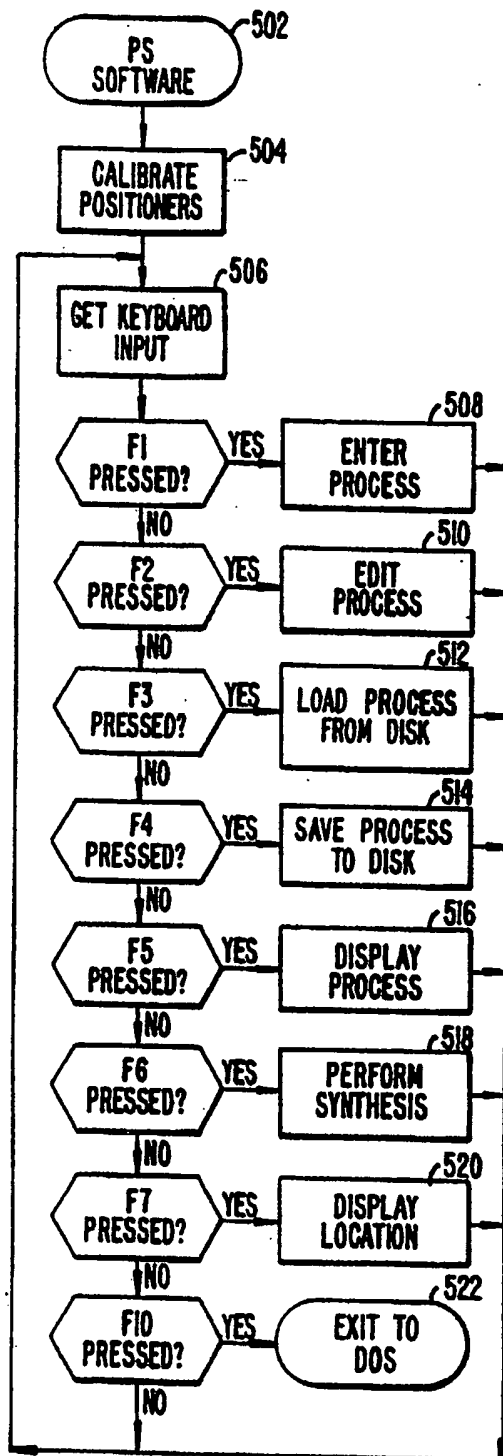 502
PS
SOFTWARE
504
CALIBRATE
POSITIONERS
506
GET KEYBOARD
INPUT
508
F1
PRESSED?
YES
ENTER
PROCESS
NO
510
F2
PRESSED?
YES
EDIT
PROCESS
NO
512
F3
PRESSED?
YES
LOAD PROCESS
FROM DISK
NO
514
F4
PRESSED?
YES
SAVE PROCESS
TO DISK
NO
516
F5
PRESSED?
YES
DISPLAY
PROCESS
NO
518
F6
PRESSED?
YES
PERFORM
SYNTHESIS
NO
520
F7
PRESSED?
YES
DISPLAY
LOCATION
NO
522
F10
PRESSED?
YES
EXIT TO
DOS
NO